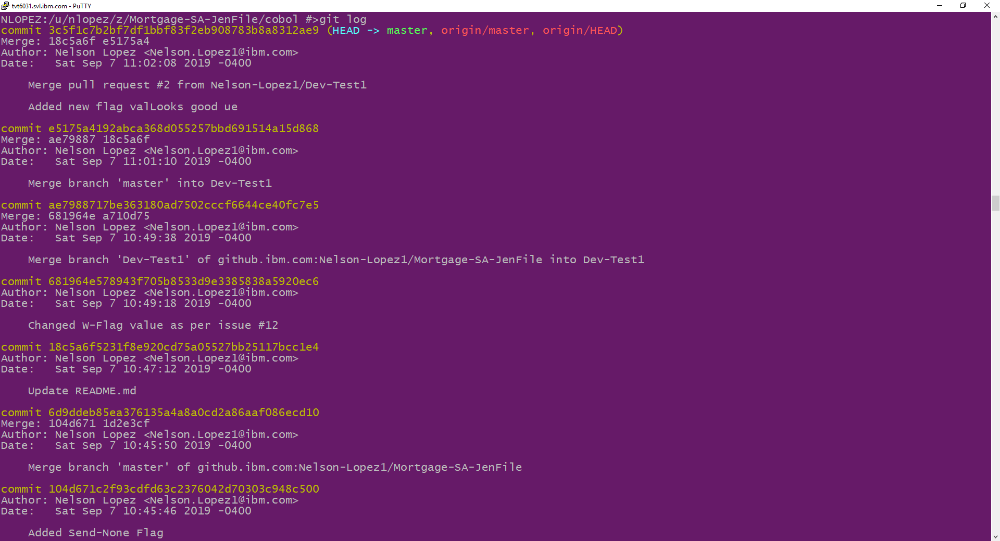 tvt6031.svl.ibm.com - PuTTY
NLOPEZ:/u/nlopez/z/Mortgage-SA-JenFile/cobol #>git log
commit 3c5f1c7b2bf7df1bbf83f2eb908783b8a8312ae9 (HEAD -> master, origin/master, origin/HEAD)
Merge: 18c5a6f e5175a4
Author: Nelson Lopez <Nelson.Lopez1@ibm.com>
Date:   Sat Sep 7 11:02:08 2019 -0400
    Merge pull request #2 from Nelson-Lopez1/Dev-Test1
    Added new flag valLooks good ue
commit e5175a4192abca368d055257bbd691514a15d868
Merge: ae79887 18c5a6f
Author: Nelson Lopez <Nelson.Lopez1@ibm.com>
Date:   Sat Sep 7 11:01:10 2019 -0400
    Merge branch 'master' into Dev-Test1
commit ae7988717be363180ad7502cccf6644ce40fc7e5
Merge: 681964e a710d75
Author: Nelson Lopez <Nelson.Lopez1@ibm.com>
Date:   Sat Sep 7 10:49:38 2019 -0400
    Merge branch 'Dev-Test1' of github.ibm.com:Nelson-Lopez1/Mortgage-SA-JenFile into Dev-Test1
commit 681964e578943f705b8533d9e3385838a5920ec6
Author: Nelson Lopez <Nelson.Lopez1@ibm.com>
Date:   Sat Sep 7 10:49:18 2019 -0400
    Changed W-Flag value as per issue #12
commit 18c5a6f5231f8e920cd75a05527bb25117bcc1e4
Author: Nelson Lopez <Nelson.Lopez1@ibm.com>
Date:   Sat Sep 7 10:47:12 2019 -0400
    Update README.md
commit 6d9ddeb85ea376135a4a8a0cd2a86aaf086ecd10
Merge: 104d671 1d2e3cf
Author: Nelson Lopez <Nelson.Lopez1@ibm.com>
Date:   Sat Sep 7 10:45:50 2019 -0400
    Merge branch 'master' of github.ibm.com:Nelson-Lopez1/Mortgage-SA-JenFile
commit 104d671c2f93cdfd63c2376042d70303c948c500
Author: Nelson Lopez <Nelson.Lopez1@ibm.com>
Date:   Sat Sep 7 10:45:46 2019 -0400
    Added Send-None Flag